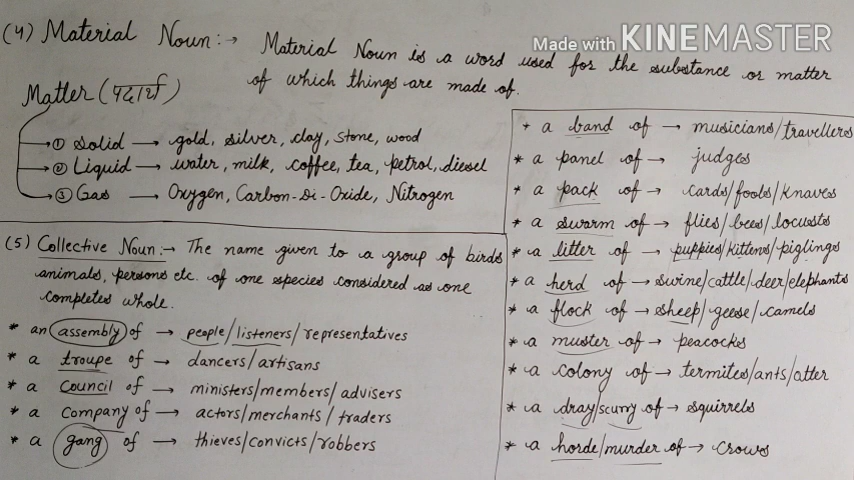 Made with KINEMASTER
(4) Material Noun :→ Material Noun is a word used for the substance or matter
of which things are made of.
Matter (पदार्थ)
→ ① Solid → gold, silver, clay, stone, wood
→ ② Liquid → water, milk, coffee, tea, petrol, diesel
→ ③ Gas → Oxygen, Carbon-Di-Oxide, Nitrogen
(5) Collective Noun :→ The name given to a group of birds
animals, persons etc. of one species considered as one
completes whole.
* an assembly of → people/listeners/representatives
* a troupe of → dancers/artisans
* a council of → ministers/members/advisers
* a company of → actors/merchants/traders
* a gang of → thieves/convicts/robbers
* a band of → musicians/travellers
* a panel of → judges
* a pack of → cards/fools/knaves
* a swarm of → flies/bees/locusts
* a litter of → puppies/kittens/piglings
* a herd of → swine/cattle/deer/elephants
* a flock of → sheep/geese/camels
* a muster of → peacocks
* a colony of → termites/ants/otter
* a dray/scurry of → squirrels
* a horde/murder of → crows